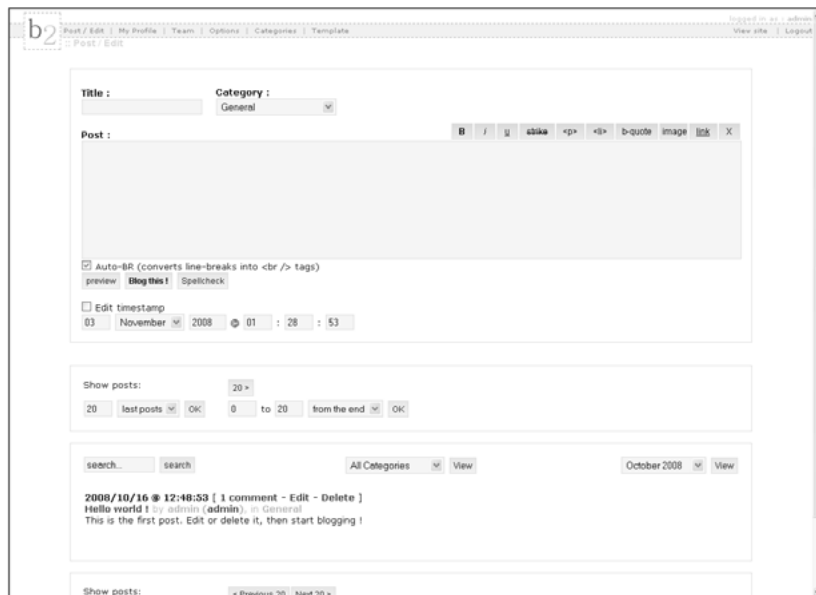 logged in as : admin
b2
Post / Edit | My Profile | Team | Options | Categories | Template
View site | Logout
:: Post / Edit
Title : Category :
General
Post : B i u strike <p> <li> b-quote image link X
Auto-BR (converts line-breaks into <br /> tags)
preview Blog this ! Spellcheck
Edit timestamp
03 November 2008 @ 01 : 28 : 53
Show posts: 20 >
20 last posts OK 0 to 20 from the end OK
search... search All Categories View October 2008 View
2008/10/16 @ 12:48:53 [ 1 comment - Edit - Delete ]
Hello world ! by admin (admin), in General
This is the first post. Edit or delete it, then start blogging !
Show posts: < Previous 20 Next 20 >